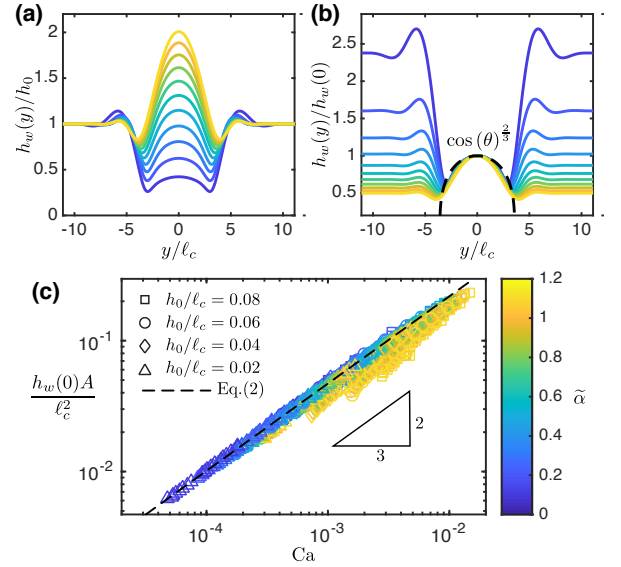 (a)
2
1.5
1
0.5
0
h_w(y)/h_0
-10 -5 0 5 10
y/ℓ_c
(b)
2.5
2
1.5
1
0.5
h_w(y)/h_w(0)
cos (θ)^{2/3}
-10 -5 0 5 10
y/ℓ_c
(c)
h_0/ℓ_c = 0.08
h_0/ℓ_c = 0.06
h_0/ℓ_c = 0.04
h_0/ℓ_c = 0.02
Eq.(2)
10^{-1}
10^{-2}
h_w(0)A
ℓ_c^2
2
3
10^{-4} 10^{-3} 10^{-2}
Ca
1.2
1
0.8
0.6
0.4
0.2
0
α̃